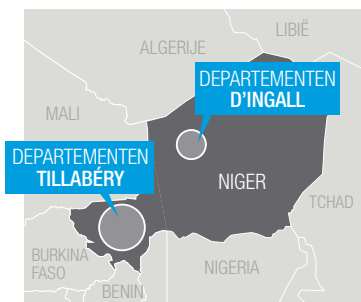 LIBIË
ALGERIJE
DEPARTEMENTEN
D'INGALL
MALI
DEPARTEMENTEN
TILLABÉRY
NIGER
TCHAD
BURKINA
FASO
NIGERIA
BENIN